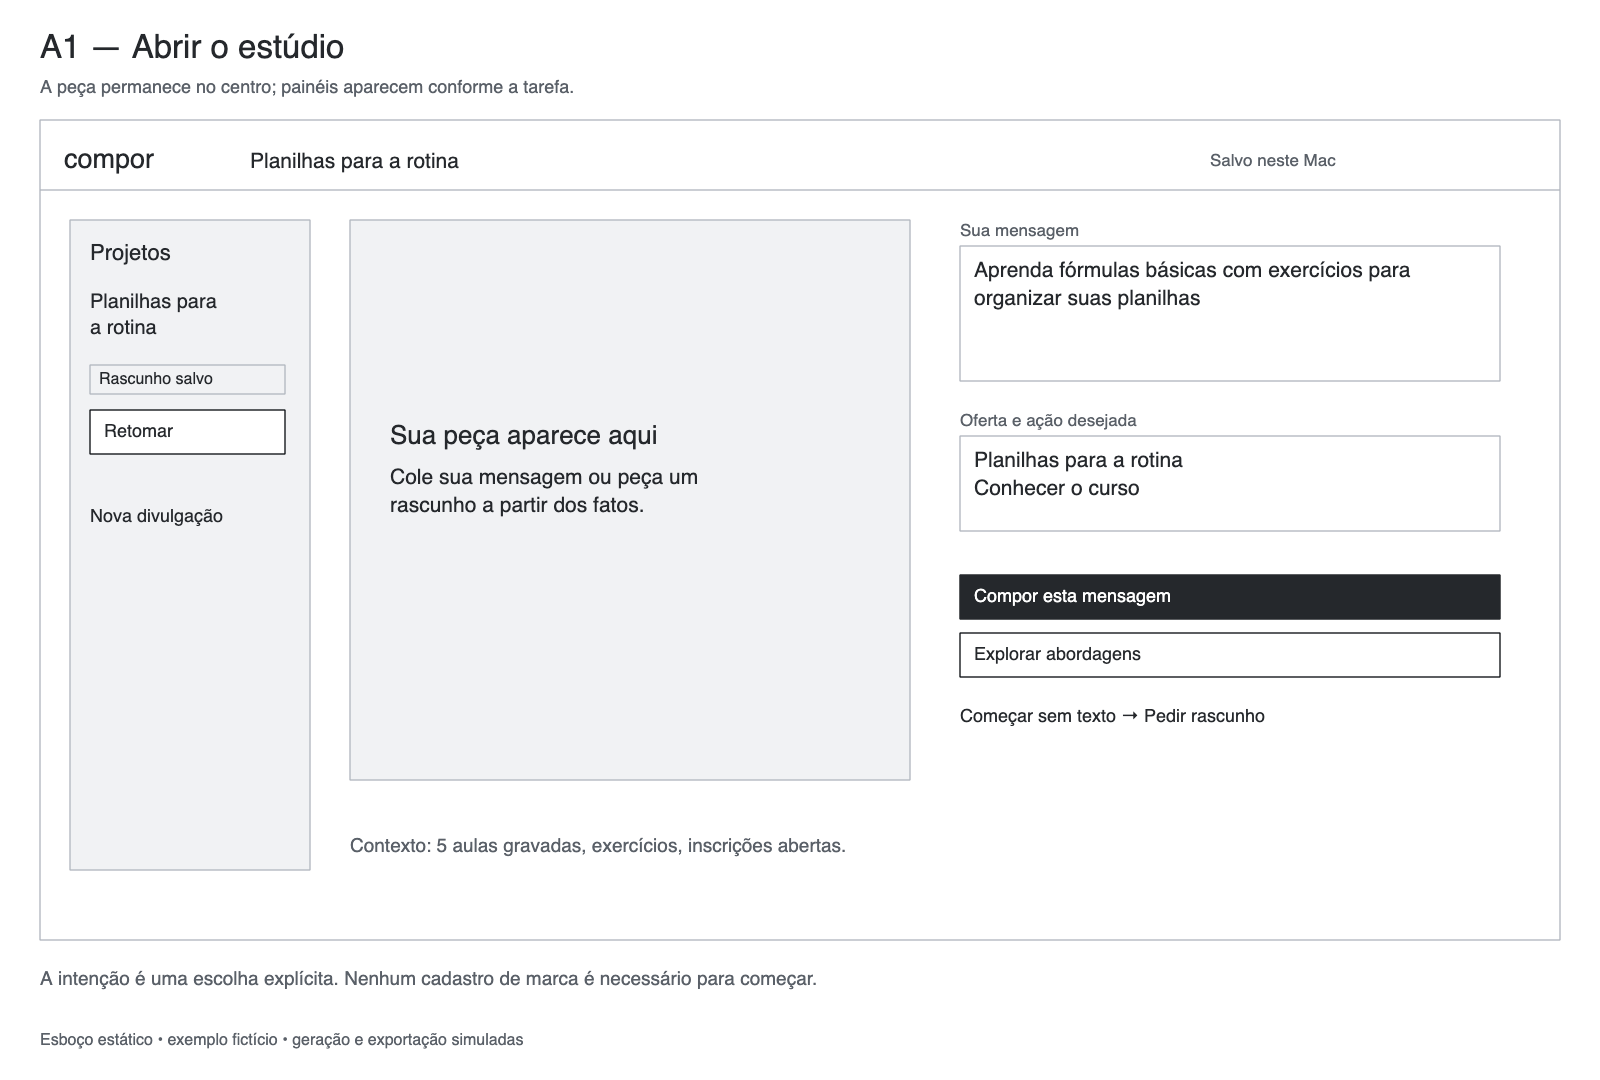 A1 — Abrir o estúdio
A peça permanece no centro; painéis aparecem conforme a tarefa.
compor
Planilhas para a rotina
Salvo neste Mac
Projetos
Planilhas para
a rotina
Rascunho salvo
Retomar
Nova divulgação
Sua peça aparece aqui
Cole sua mensagem ou peça um
rascunho a partir dos fatos.
Contexto: 5 aulas gravadas, exercícios, inscrições abertas.
Sua mensagem
Aprenda fórmulas básicas com exercícios para
organizar suas planilhas
Oferta e ação desejada
Planilhas para a rotina
Conhecer o curso
Compor esta mensagem
Explorar abordagens
Começar sem texto → Pedir rascunho
A intenção é uma escolha explícita. Nenhum cadastro de marca é necessário para começar.
Esboço estático • exemplo fictício • geração e exportação simuladas